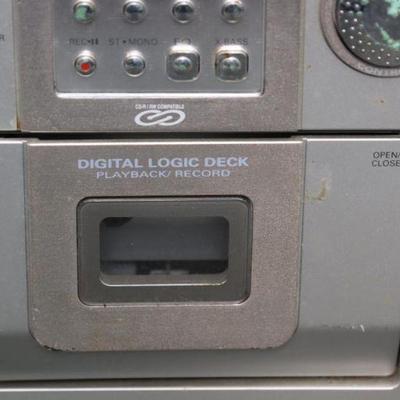 REC•II ST•MONO EQ X-BASS
CD-R / RW COMPATIBLE
DIGITAL LOGIC DECK
PLAYBACK/ RECORD
OPEN/
CLOSE